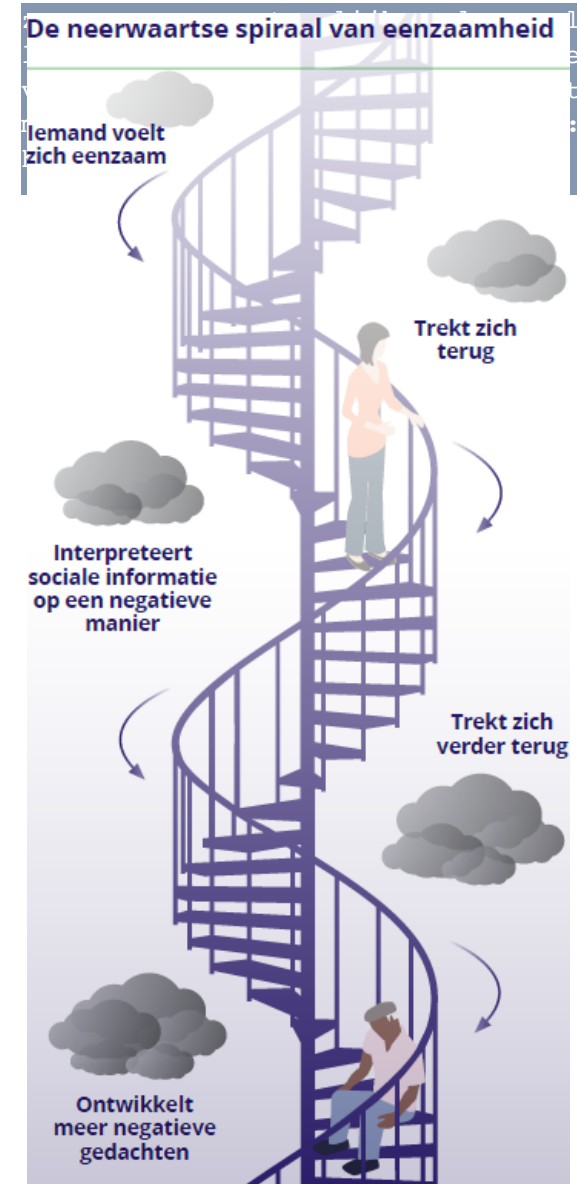 De neerwaartse spiraal van eenzaamheid
Iemand voelt
zich eenzaam
Trekt zich
terug
Interpreteert
sociale informatie
op een negatieve
manier
Trekt zich
verder terug
Ontwikkelt
meer negatieve
gedachten